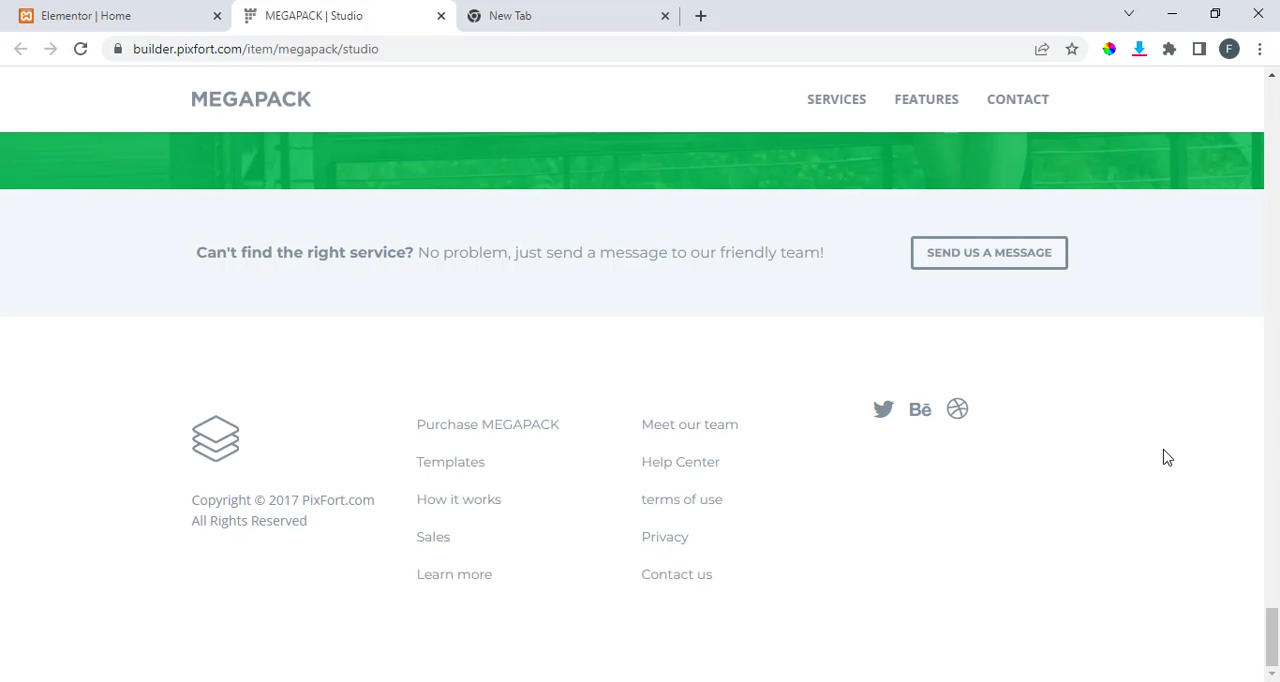 Elementor | Home
MEGAPACK | Studio
New Tab
builder.pixfort.com/item/megapack/studio
F
MEGAPACK
SERVICES
FEATURES
CONTACT
Can't find the right service? No problem, just send a message to our friendly team!
SEND US A MESSAGE
Copyright © 2017 PixFort.com
All Rights Reserved
Purchase MEGAPACK
Templates
How it works
Sales
Learn more
Meet our team
Help Center
terms of use
Privacy
Contact us
Bē